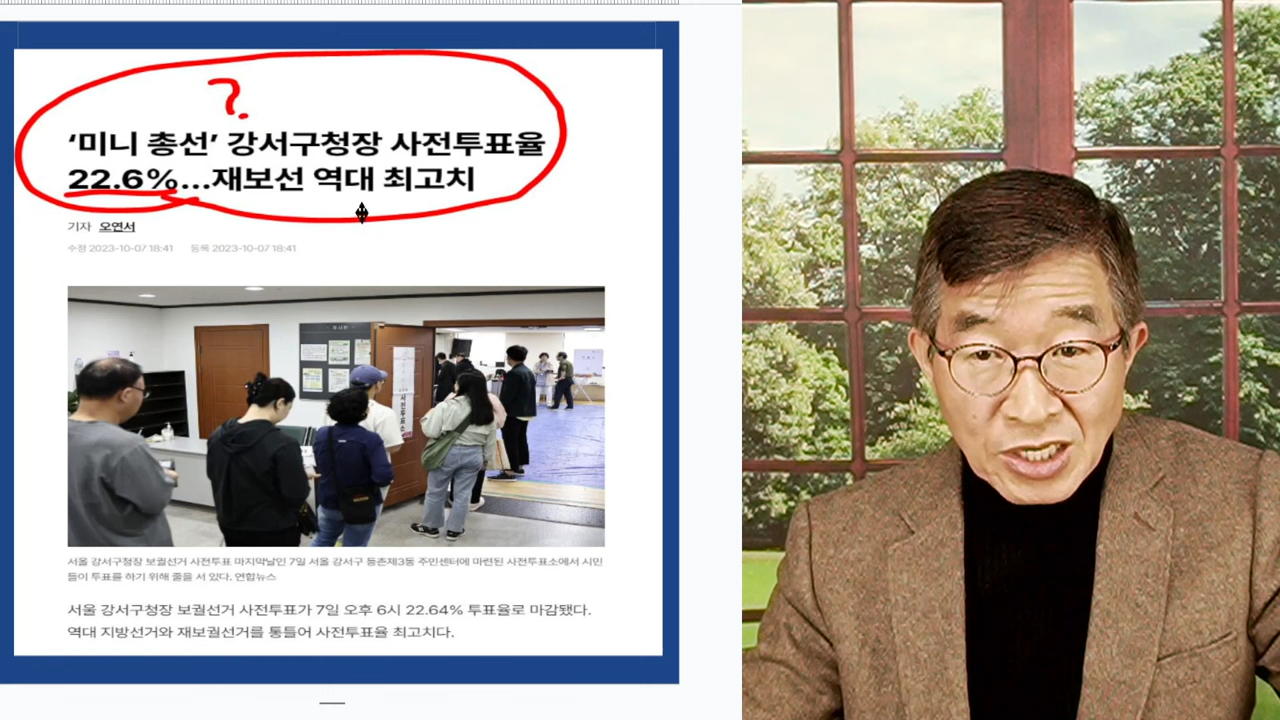 ?
‘미니 총선’ 강서구청장 사전투표율
22.6%...재보선 역대 최고치
기자 오연서
수정 2023-10-07 18:41 등록 2023-10-07 18:41
서울 강서구청장 보궐선거 사전투표 마지막날인 7일 서울 강서구 등촌제3동 주민센터에 마련된 사전투표소에서 시민
들이 투표를 하기 위해 줄을 서 있다. 연합뉴스
서울 강서구청장 보궐선거 사전투표가 7일 오후 6시 22.64% 투표율로 마감됐다.
역대 지방선거와 재보궐선거를 통틀어 사전투표율 최고치다.